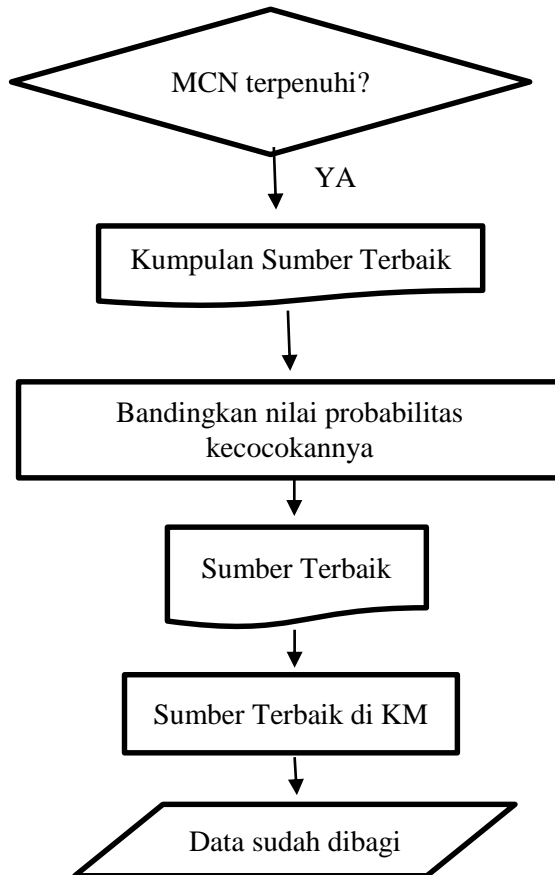 MCN terpenuhi?
YA
Kumpulan Sumber Terbaik
Bandingkan nilai probabilitas
kecocokannya
Sumber Terbaik
Sumber Terbaik di KM
Data sudah dibagi